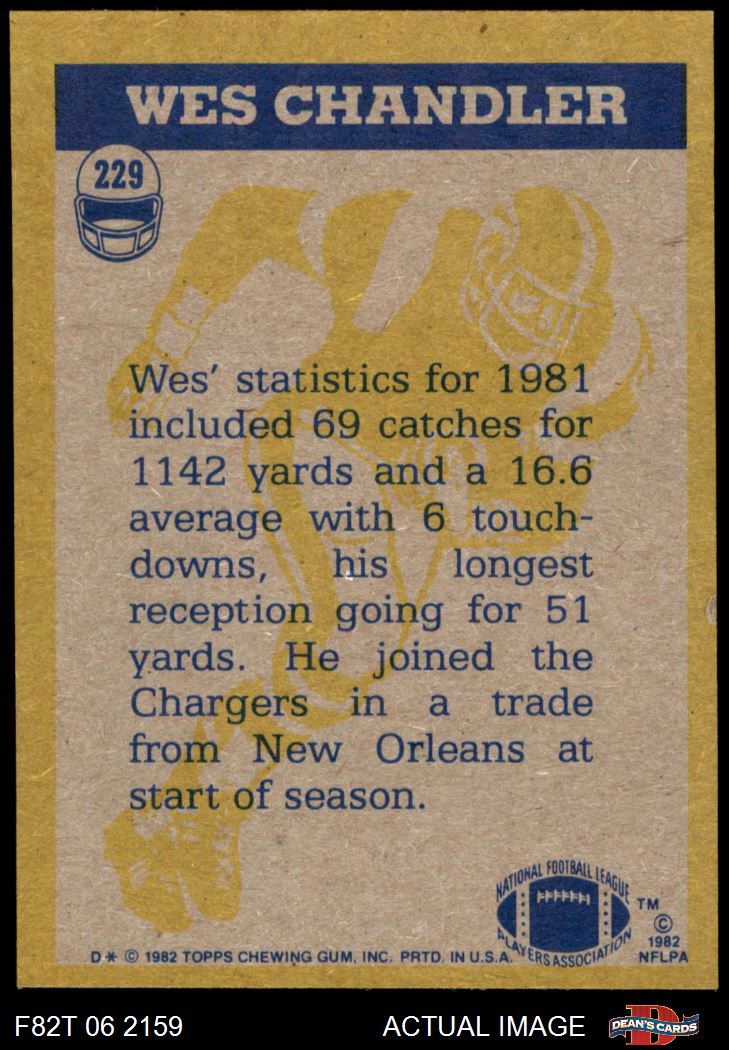 WES CHANDLER
229
Wes' statistics for 1981
included 69 catches for
1142 yards and a 16.6
average with 6 touch-
downs, his longest
reception going for 51
yards. He joined the
Chargers in a trade
from New Orleans at
start of season.
NATIONAL FOOTBALL LEAGUE
PLAYERS ASSOCIATION
TM
©
1982
NFLPA
D * © 1982 TOPPS CHEWING GUM, INC. PRTD. IN U.S.A.
F82T 06 2159
ACTUAL IMAGE
D
DEAN'S CARDS